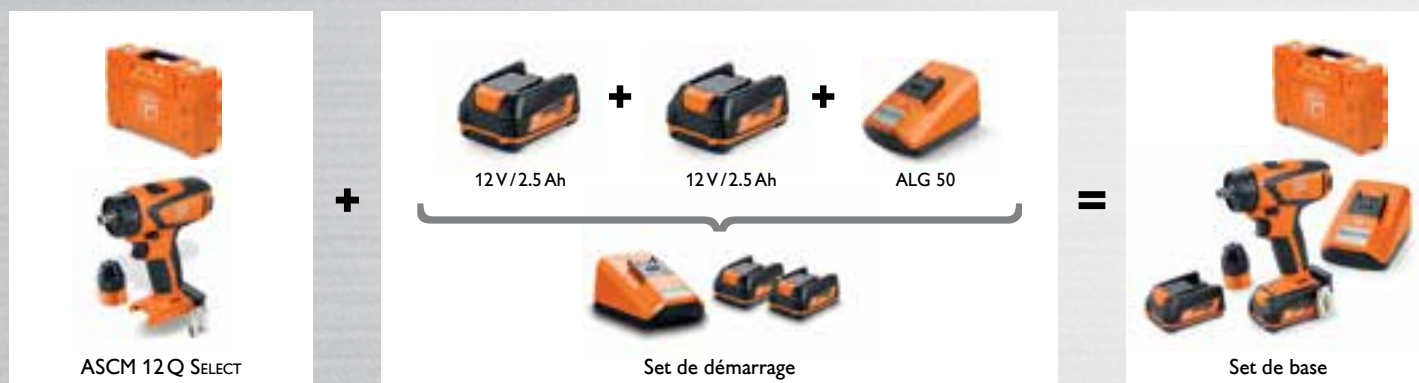 +
+
12 V / 2.5 Ah
12 V / 2.5 Ah
ALG 50
+
=
ASCM 12 Q SELECT
Set de démarrage
Set de base